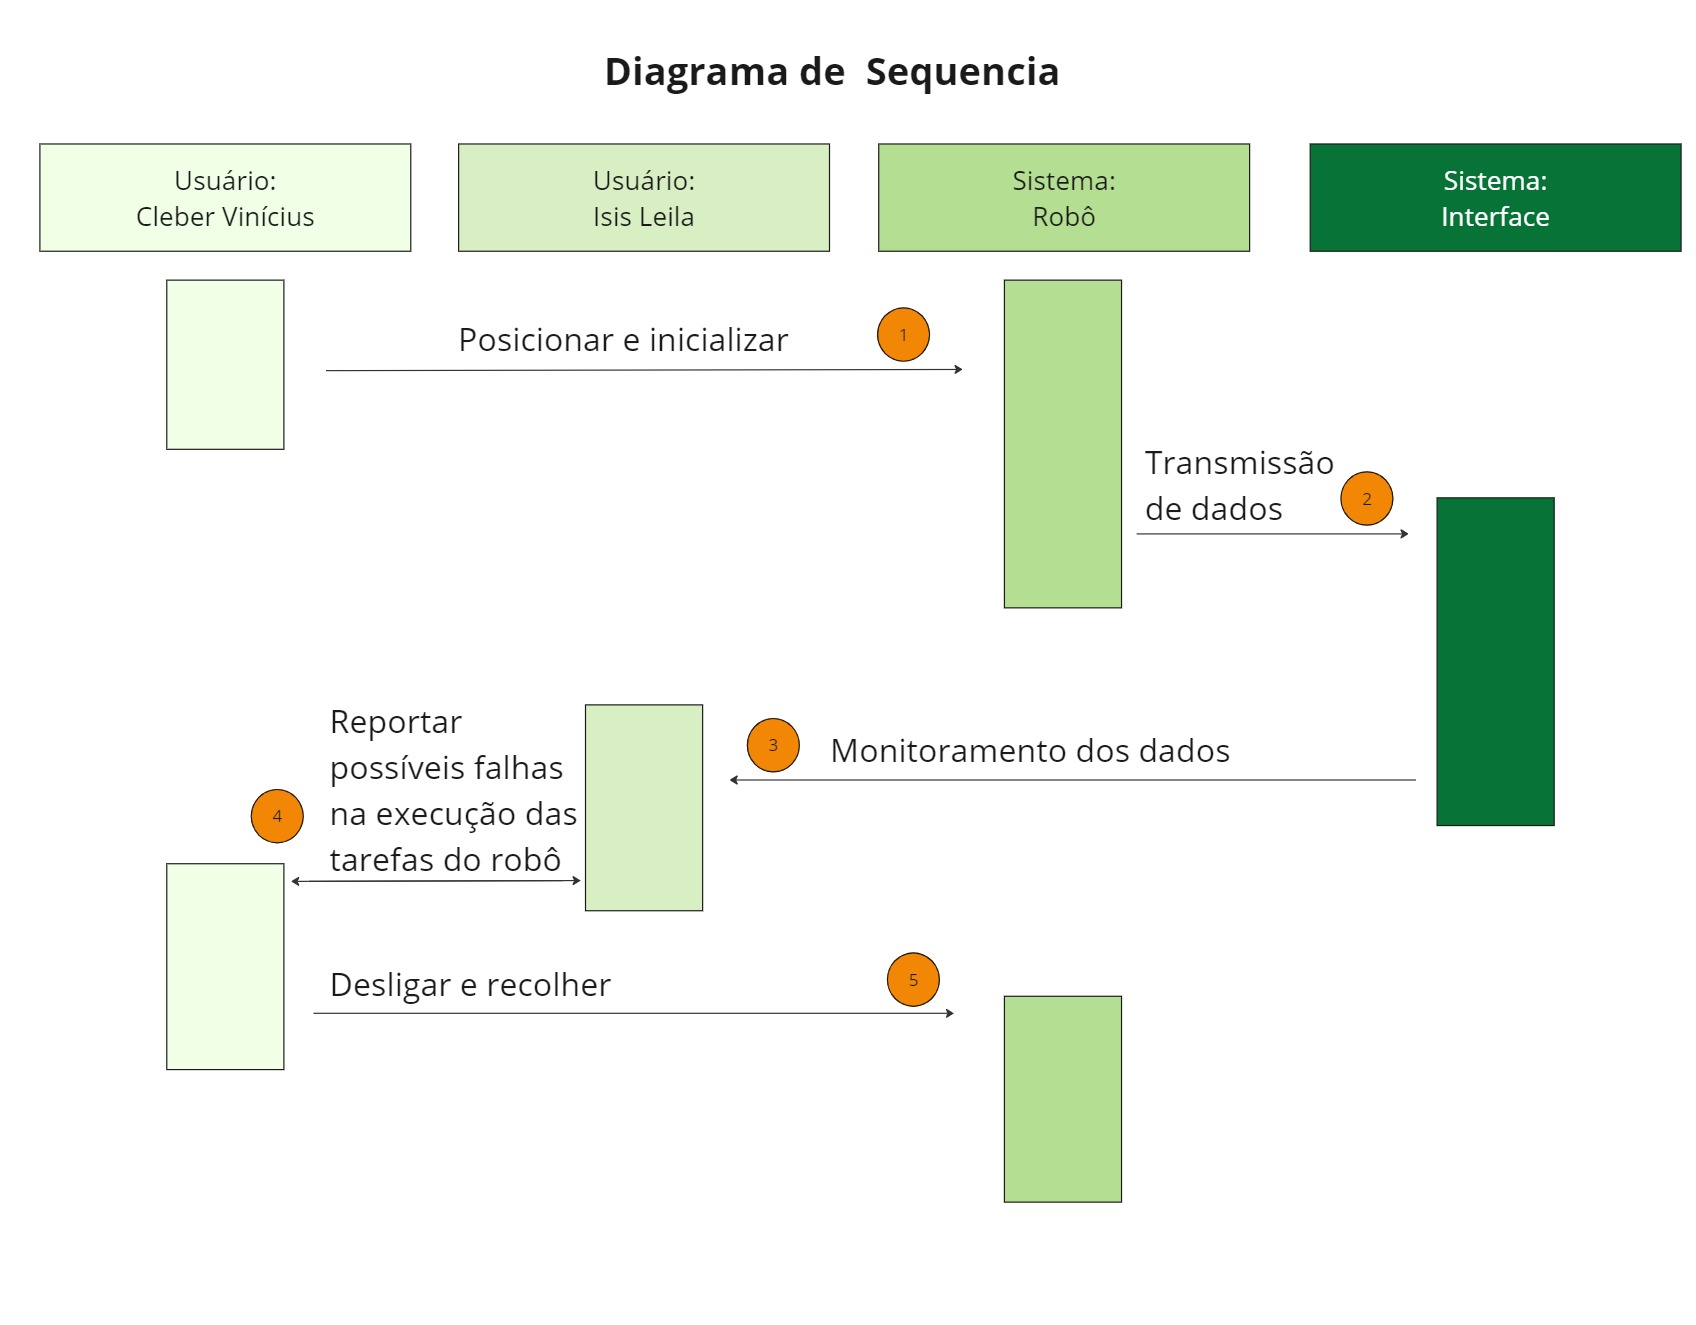 Diagrama de  Sequencia
Usuário:
Cleber Vinícius
Usuário:
Isis Leila
Sistema:
Robô
Sistema:
Interface
Posicionar e inicializar
1
Transmissão
de dados
2
3
Monitoramento dos dados
Reportar
possíveis falhas
na execução das
tarefas do robô
4
Desligar e recolher
5